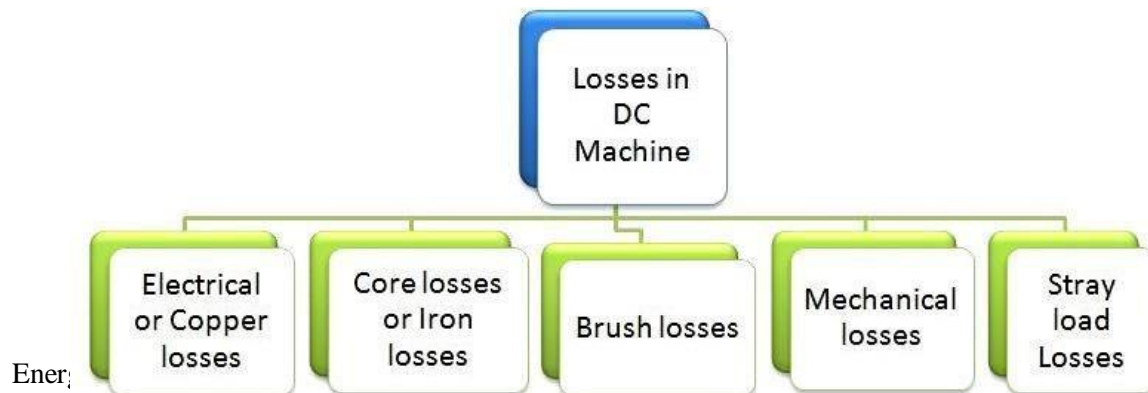 Losses in
DC
Machine
Electrical
or Copper
losses
Core losses
or Iron
losses
Brush losses
Mechanical
losses
Stray
load
Losses